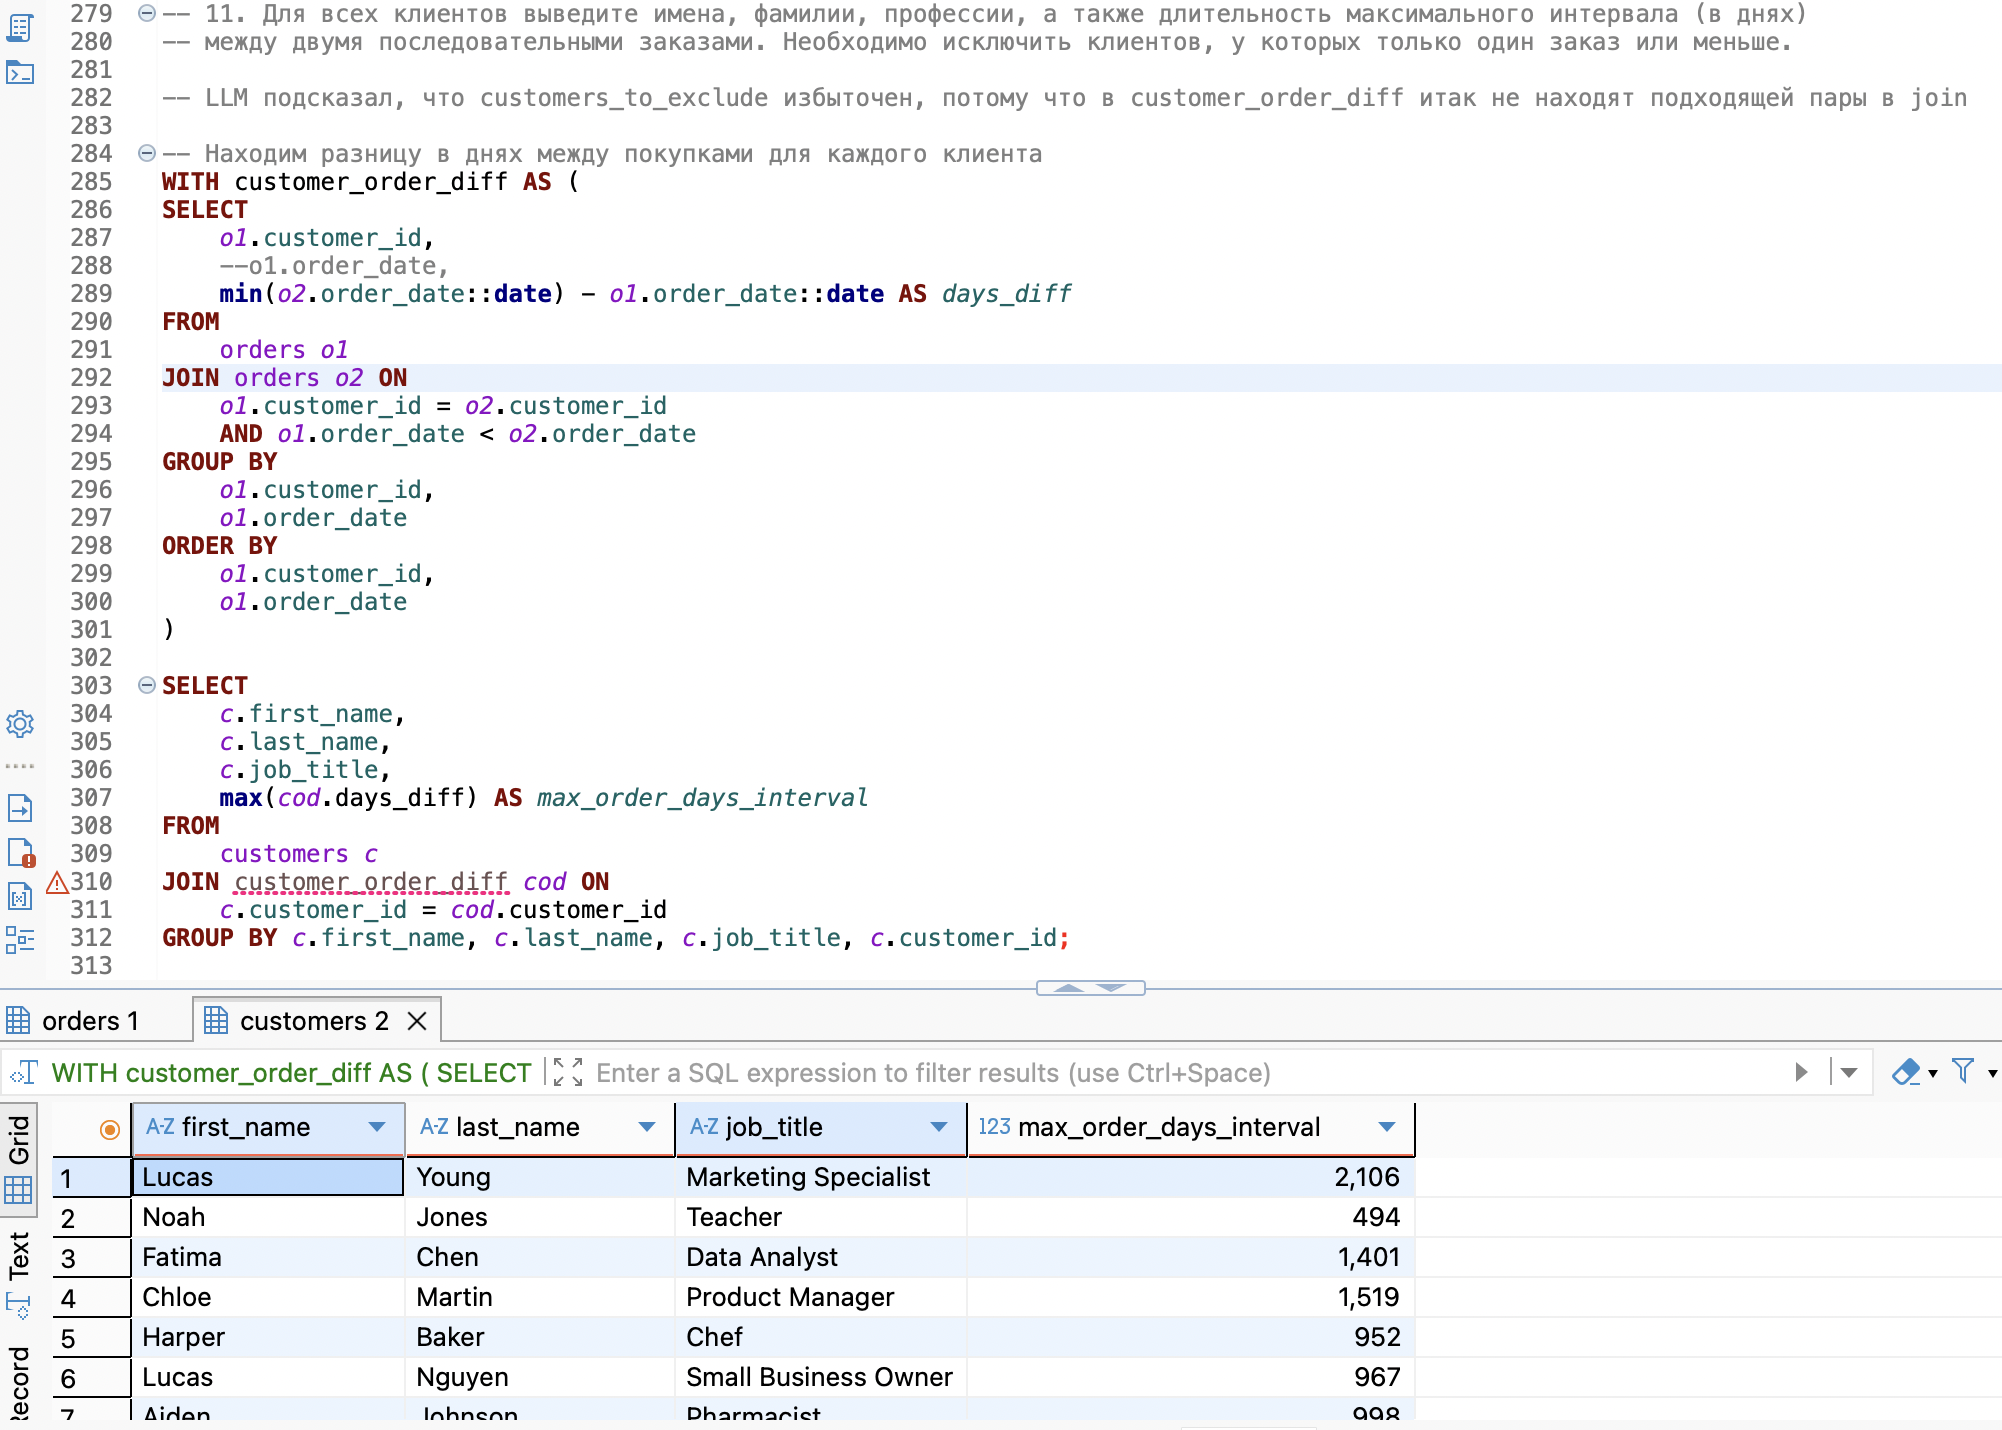 279 -- 11. Для всех клиентов выведите имена, фамилии, профессии, а также длительность максимального интервала (в днях)
280 -- между двумя последовательными заказами. Необходимо исключить клиентов, у которых только один заказ или меньше.
281
282 -- LLM подсказал, что customers_to_exclude избыточен, потому что в customer_order_diff итак не находят подходящей пары в join
283
284 -- Находим разницу в днях между покупками для каждого клиента
285 WITH customer_order_diff AS (
286 SELECT
287 o1.customer_id,
288 --o1.order_date,
289 min(o2.order_date::date) - o1.order_date::date AS days_diff
290 FROM
291 orders o1
292 JOIN orders o2 ON
293 o1.customer_id = o2.customer_id
294 AND o1.order_date < o2.order_date
295 GROUP BY
296 o1.customer_id,
297 o1.order_date
298 ORDER BY
299 o1.customer_id,
300 o1.order_date
301 )
302
303 SELECT
304 c.first_name,
305 c.last_name,
306 c.job_title,
307 max(cod.days_diff) AS max_order_days_interval
308 FROM
309 customers c
310 JOIN customer_order_diff cod ON
311 c.customer_id = cod.customer_id
312 GROUP BY c.first_name, c.last_name, c.job_title, c.customer_id;
313
orders 1 customers 2
WITH customer_order_diff AS ( SELECT Enter a SQL expression to filter results (use Ctrl+Space)
Grid
Text
Record
A-Z first_name A-Z last_name A-Z job_title 123 max_order_days_interval
1 Lucas Young Marketing Specialist 2,106
2 Noah Jones Teacher 494
3 Fatima Chen Data Analyst 1,401
4 Chloe Martin Product Manager 1,519
5 Harper Baker Chef 952
6 Lucas Nguyen Small Business Owner 967
7 Aiden Johnson Pharmacist 998